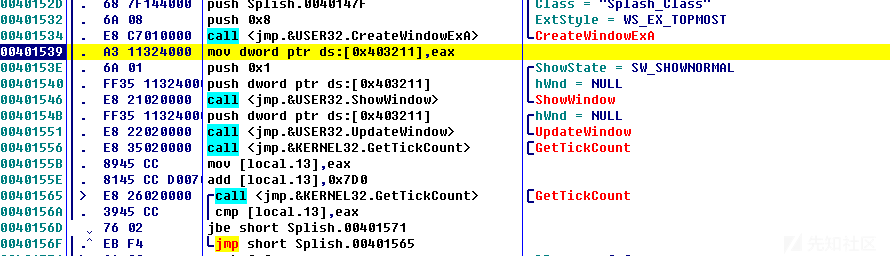 0040152D . 68 7F144000 push Splish.0040147F Class = "Splash_Class"
00401532 . 6A 08 push 0x8 ExtStyle = WS_EX_TOPMOST
00401534 . E8 C7010000 call <jmp.&USER32.CreateWindowExA> CreateWindowExA
00401539 . A3 11324000 mov dword ptr ds:[0x403211],eax
0040153E . 6A 01 push 0x1 ShowState = SW_SHOWNORMAL
00401540 . FF35 1132400 push dword ptr ds:[0x403211] hWnd = NULL
00401546 . E8 21020000 call <jmp.&USER32.ShowWindow> ShowWindow
0040154B . FF35 1132400 push dword ptr ds:[0x403211] hWnd = NULL
00401551 . E8 22020000 call <jmp.&USER32.UpdateWindow> UpdateWindow
00401556 . E8 35020000 call <jmp.&KERNEL32.GetTickCount> GetTickCount
0040155B . 8945 CC mov [local.13],eax
0040155E . 8145 CC D007 add [local.13],0x7D0
00401565 > E8 26020000 call <jmp.&KERNEL32.GetTickCount> GetTickCount
0040156A . 3945 CC cmp [local.13],eax
0040156D . 76 02 jbe short Splish.00401571
0040156F .^ EB F4 jmp short Splish.00401565
先知社区